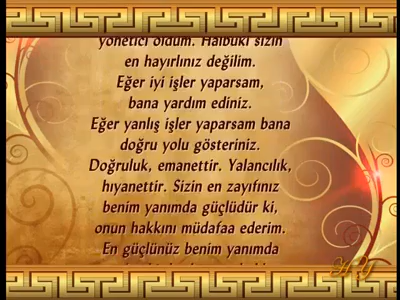 yönetici oldum. Halbuki sizin
en hayırlınız değilim.
Eğer iyi işler yaparsam,
bana yardım ediniz.
Eğer yanlış işler yaparsam bana
doğru yolu gösteriniz.
Doğruluk, emanettir. Yalancılık,
hıyanettir. Sizin en zayıfınız
benim yanımda güçlüdür ki,
onun hakkını müdafaa ederim.
En güçlünüz benim yanımda